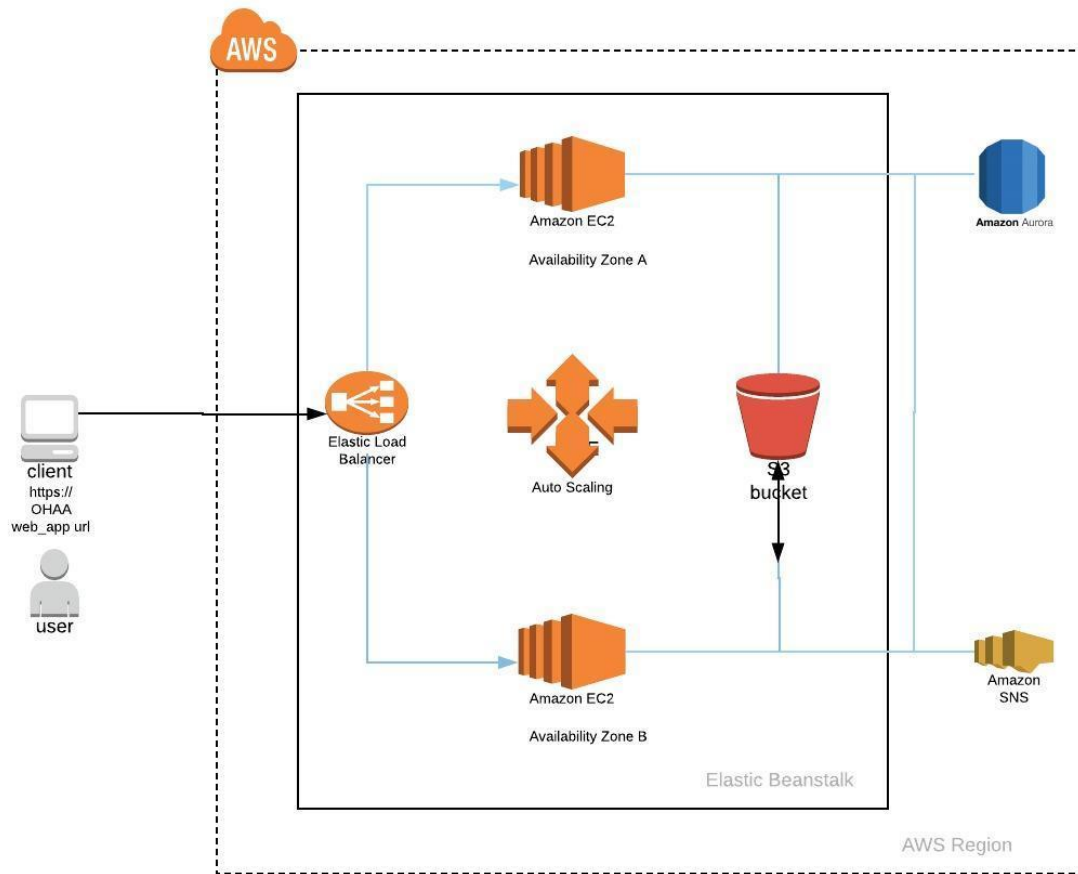 AWS
Amazon EC2
Availability Zone A
Amazon Aurora
Elastic Load
Balancer
Auto Scaling
S3
bucket
client
https://
OHAA
web_app url
user
Amazon EC2
Availability Zone B
Amazon
SNS
Elastic Beanstalk
AWS Region